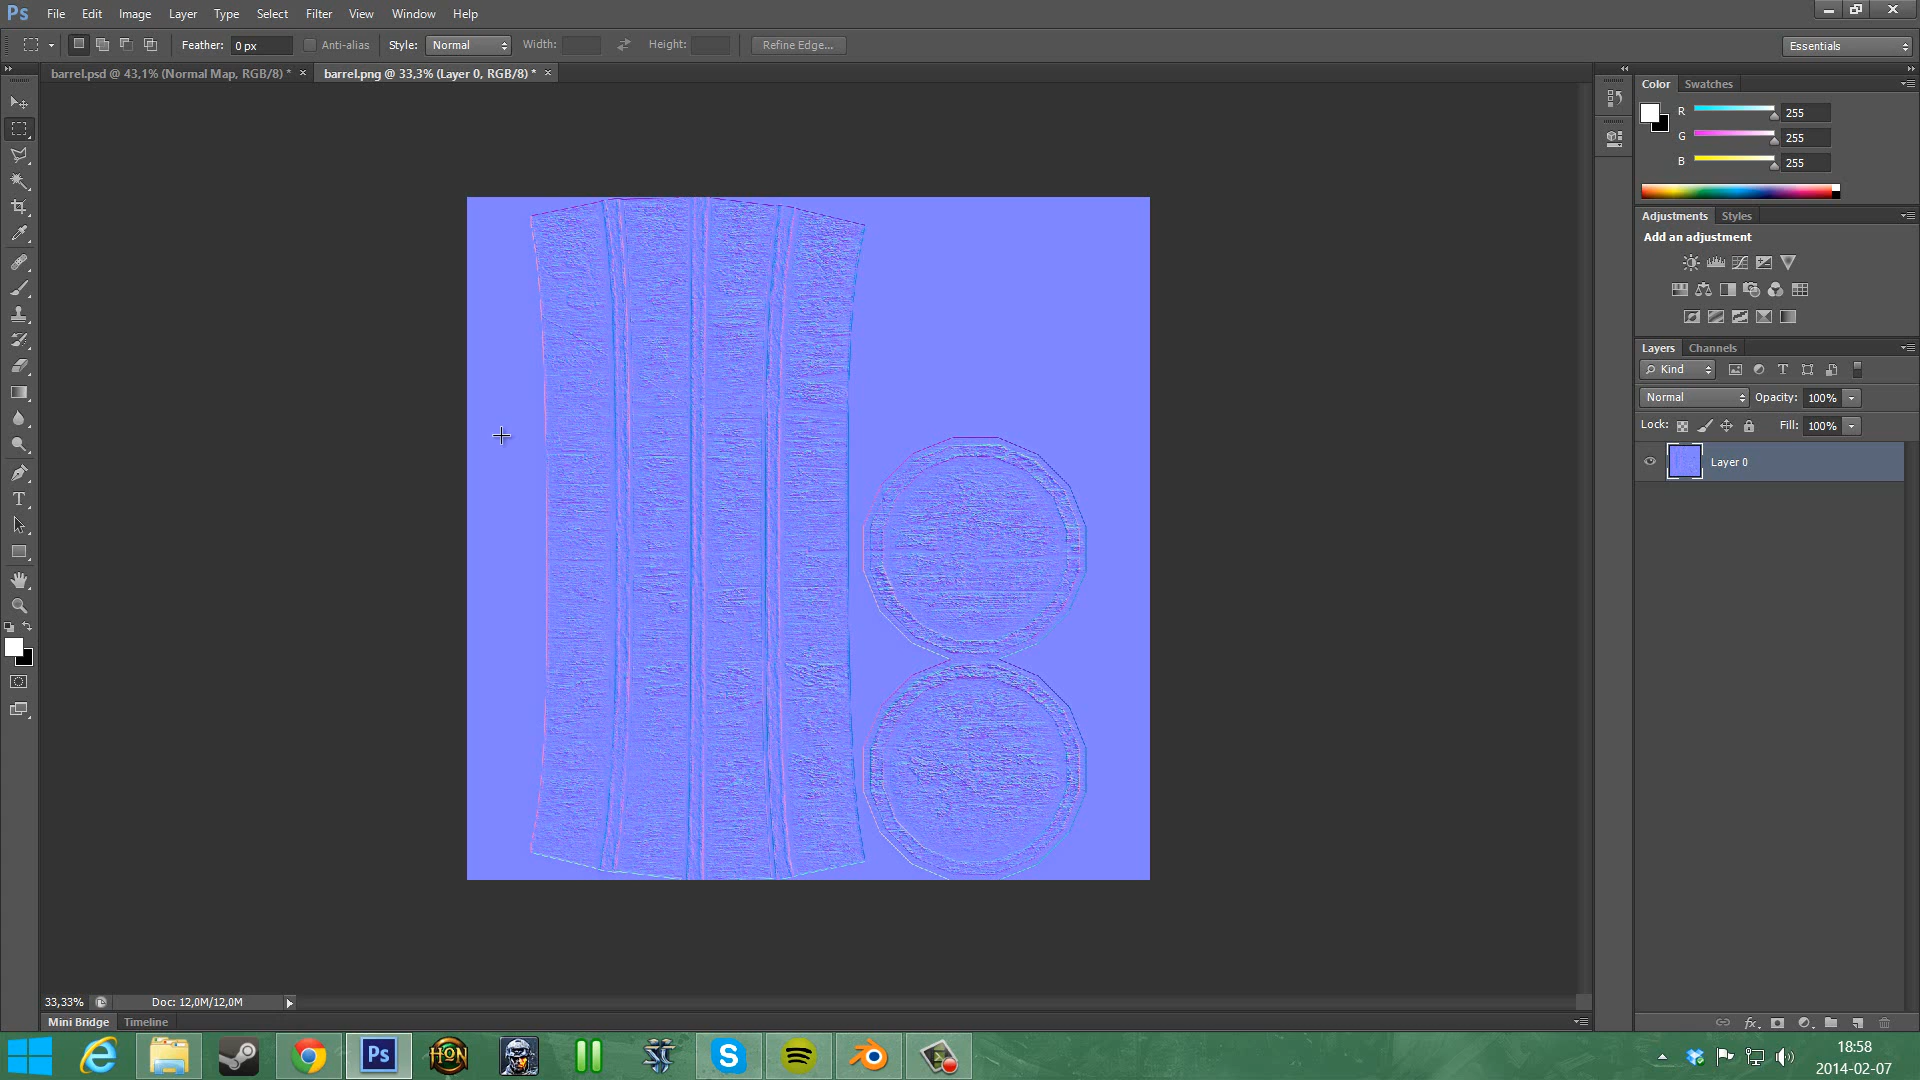 Ps File Edit Image Layer Type Select Filter View Window Help
Feather: 0 px Anti-alias Style: Normal Width: Height: Refine Edge... Essentials
barrel.psd @ 43,1% (Normal Map, RGB/8) * × barrel.png @ 33,3% (Layer 0, RGB/8) * ×
Color Swatches
R 255
G 255
B 255
Adjustments Styles
Add an adjustment
Layers Channels
Kind T
Normal Opacity: 100%
Lock: Fill: 100%
Layer 0
T
33,33% Doc: 12,0M/12,0M
Mini Bridge Timeline
fx
Ps HON S
18:58
2014-02-07